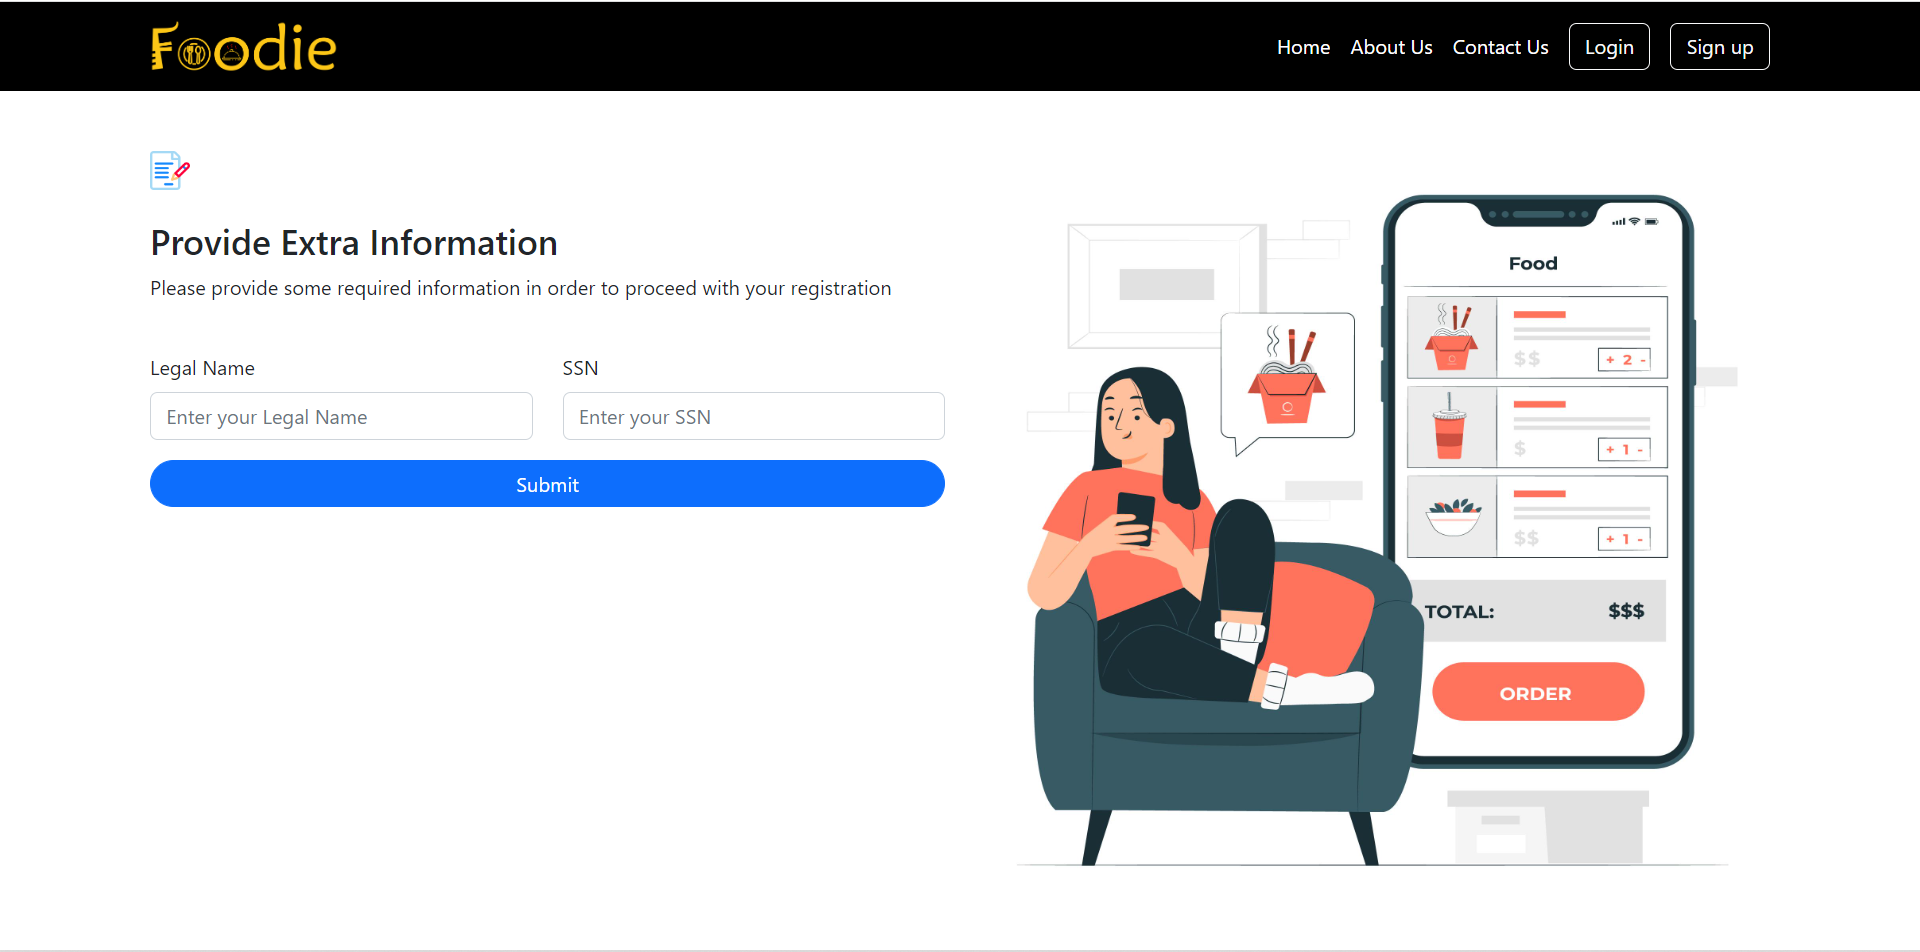 Foodie
Home About Us Contact Us Login Sign up
Provide Extra Information
Please provide some required information in order to proceed with your registration
Legal Name SSN
Enter your Legal Name Enter your SSN
Submit
Food
$$ + 2 -
$ + 1 -
$$ + 1 -
TOTAL: $$$
ORDER